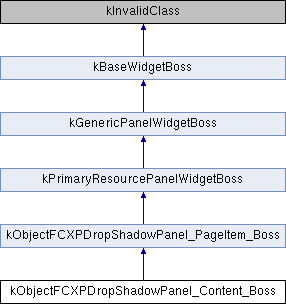 kInvalidClass
kBaseWidgetBoss
kGenericPanelWidgetBoss
kPrimaryResourcePanelWidgetBoss
kObjectFCXPDropShadowPanel_PageItem_Boss
kObjectFCXPDropShadowPanel_Content_Boss